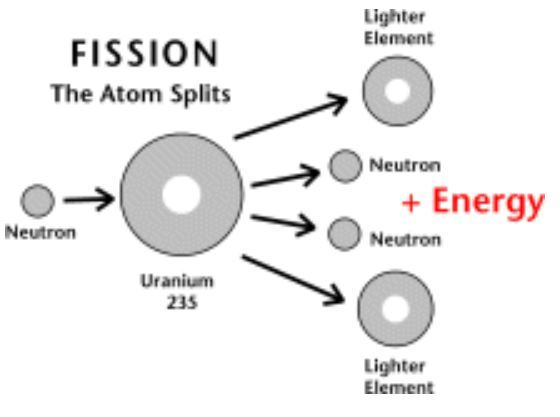 FISSION
The Atom Splits
Lighter
Element
Neutron
Neutron
+ Energy
Neutron
Uranium
235
Lighter
Element